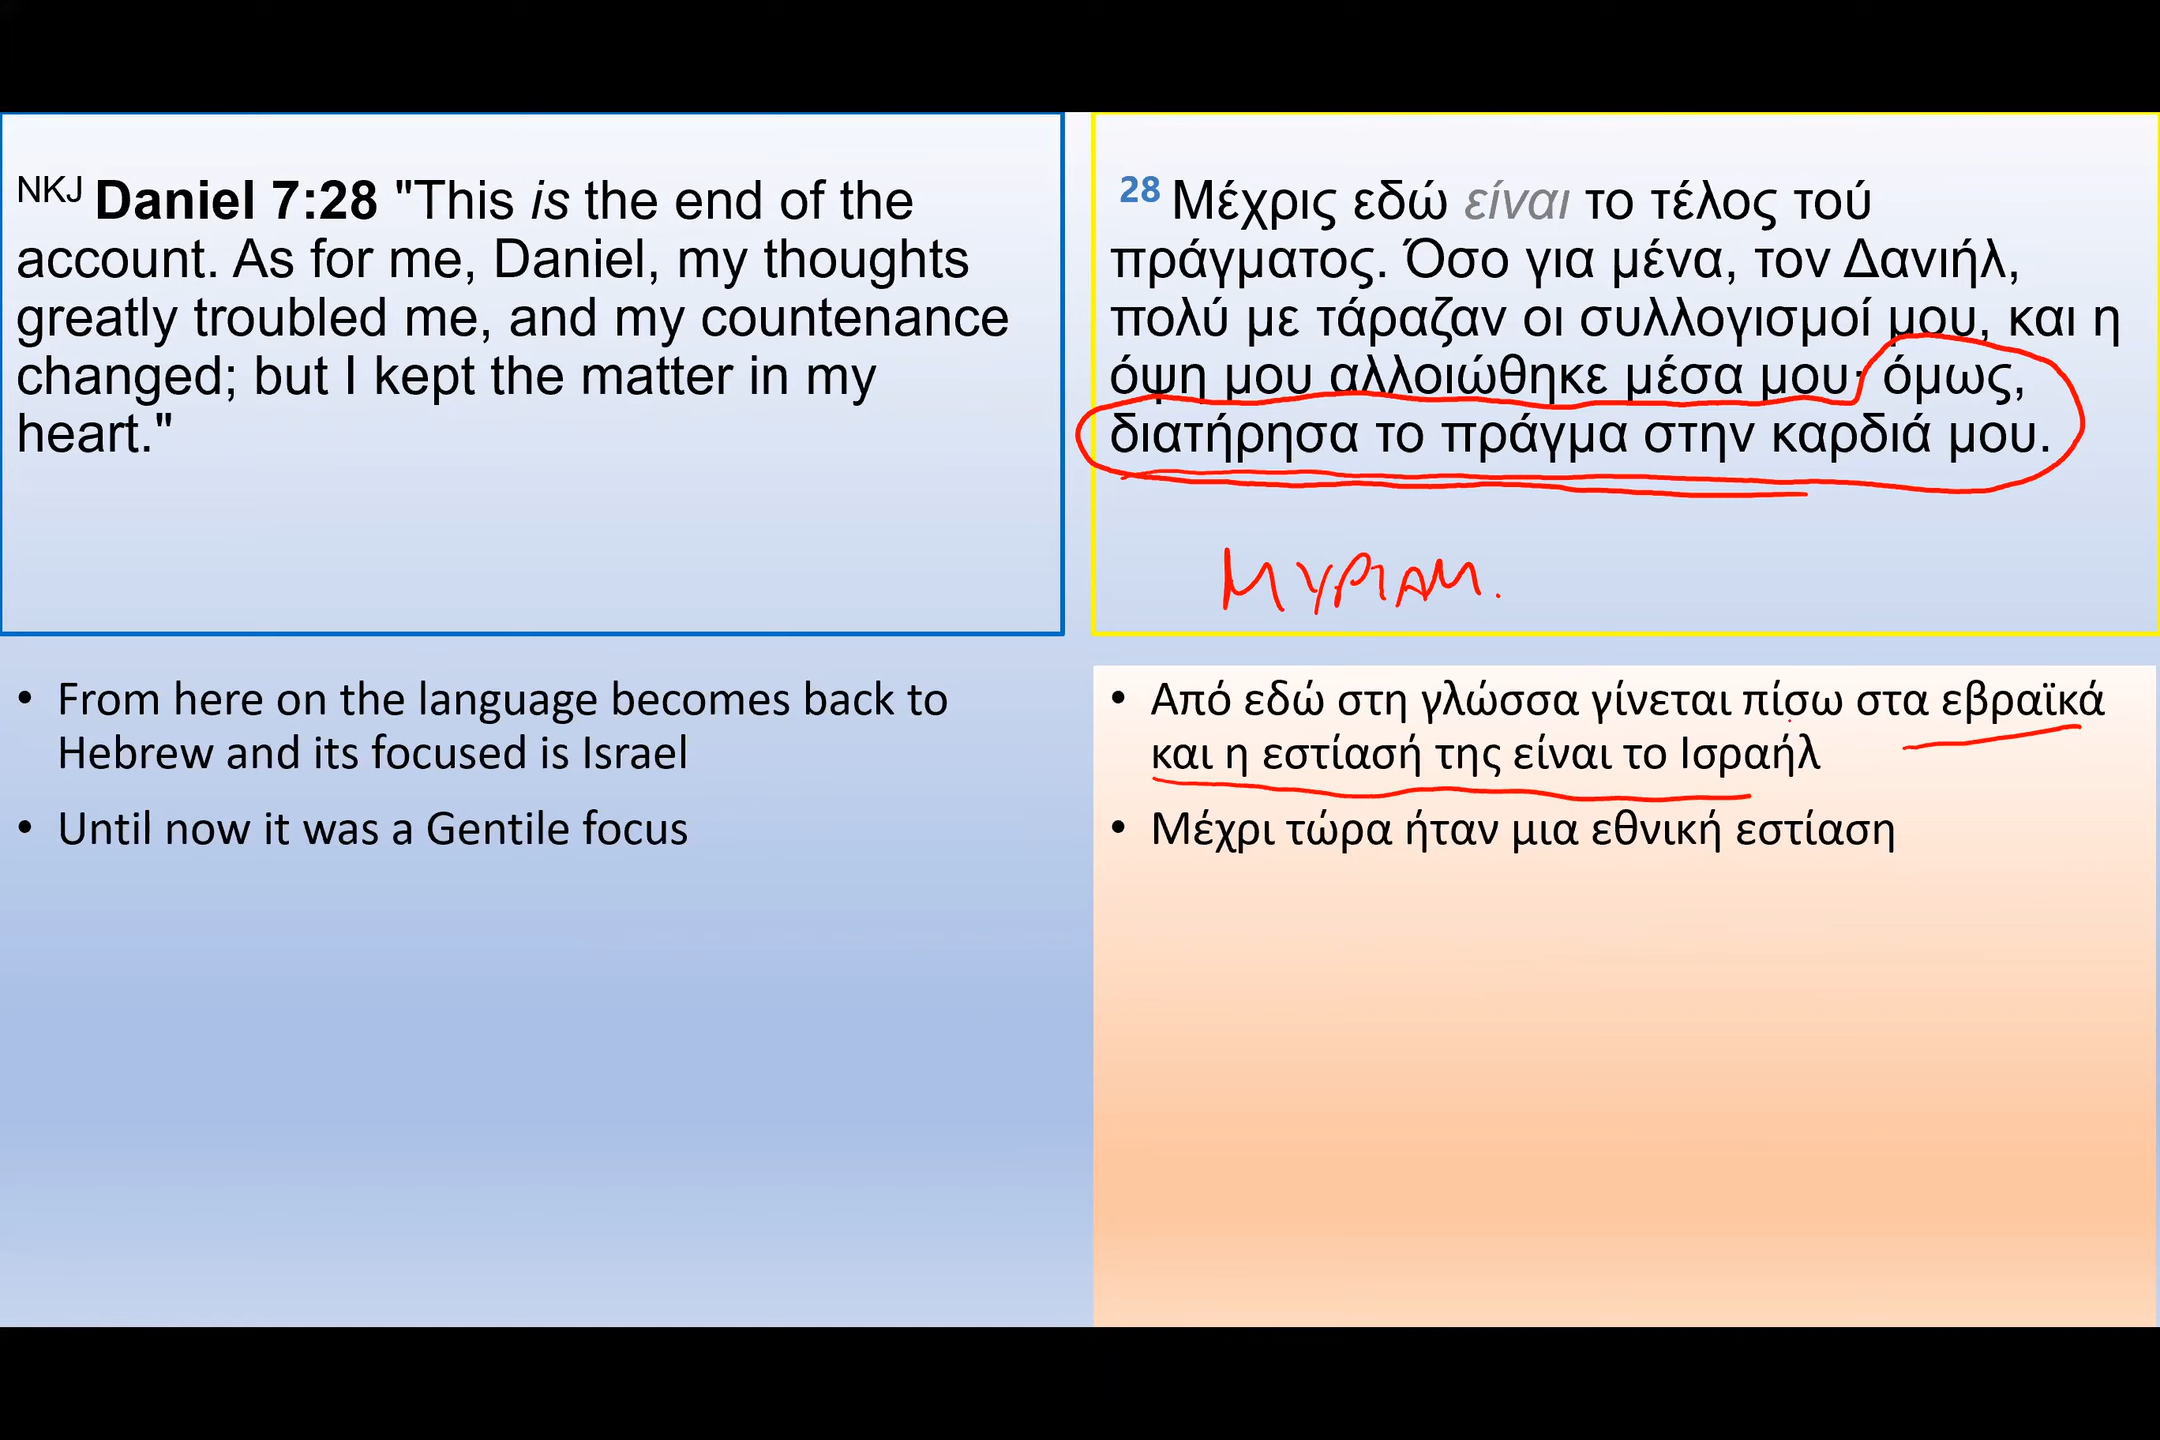 NKJ Daniel 7:28 "This is the end of the
account. As for me, Daniel, my thoughts
greatly troubled me, and my countenance
changed; but I kept the matter in my
heart."
28 Μέχρις εδώ είναι το τέλος τού
πράγματος. Όσο για μένα, τον Δανιήλ,
πολύ με τάραζαν οι συλλογισμοί μου, και η
όψη μου αλλοιώθηκε μέσα μου· όμως,
διατήρησα το πράγμα στην καρδιά μου.
ΜΥΡΙΑΜ.
• From here on the language becomes back to
Hebrew and its focused is Israel
• Until now it was a Gentile focus
• Από εδώ στη γλώσσα γίνεται πίσω στα εβραϊκά
και η εστίασή της είναι το Ισραήλ
• Μέχρι τώρα ήταν μια εθνική εστίαση